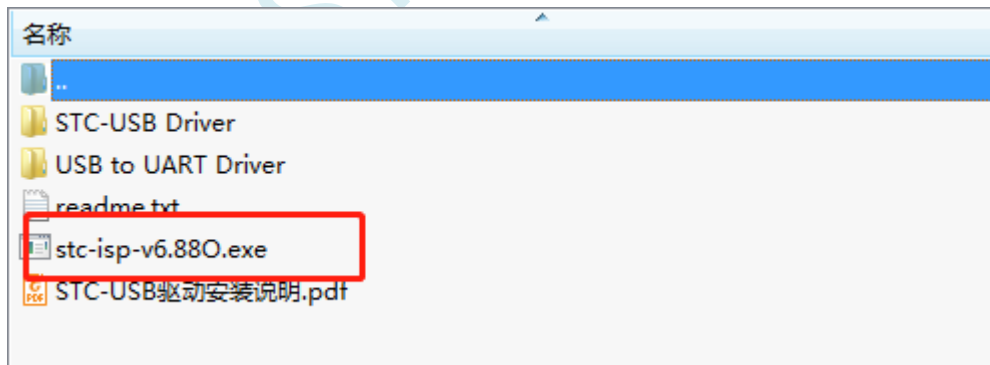 名称
..
STC-USB Driver
USB to UART Driver
readme.txt
stc-isp-v6.88O.exe
STC-USB驱动安装说明.pdf